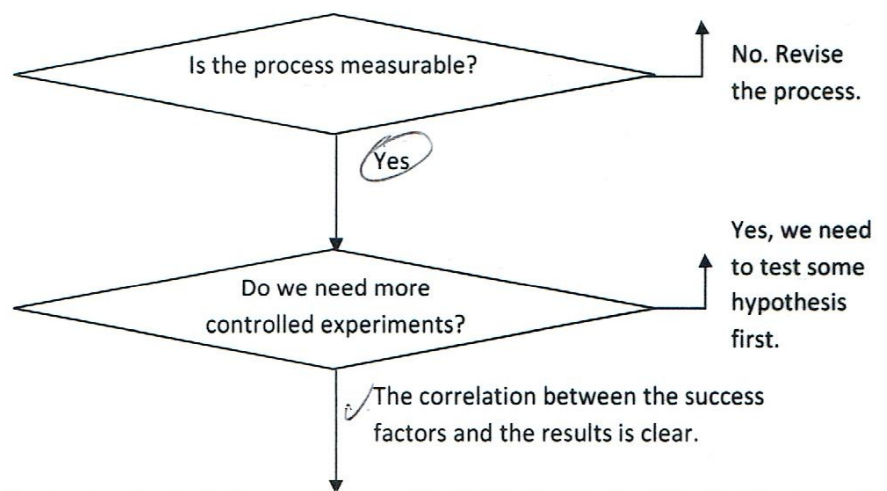 Is the process measurable?
No. Revise
the process.
Yes
Do we need more
controlled experiments?
Yes, we need
to test some
hypothesis
first.
The correlation between the success
factors and the results is clear.